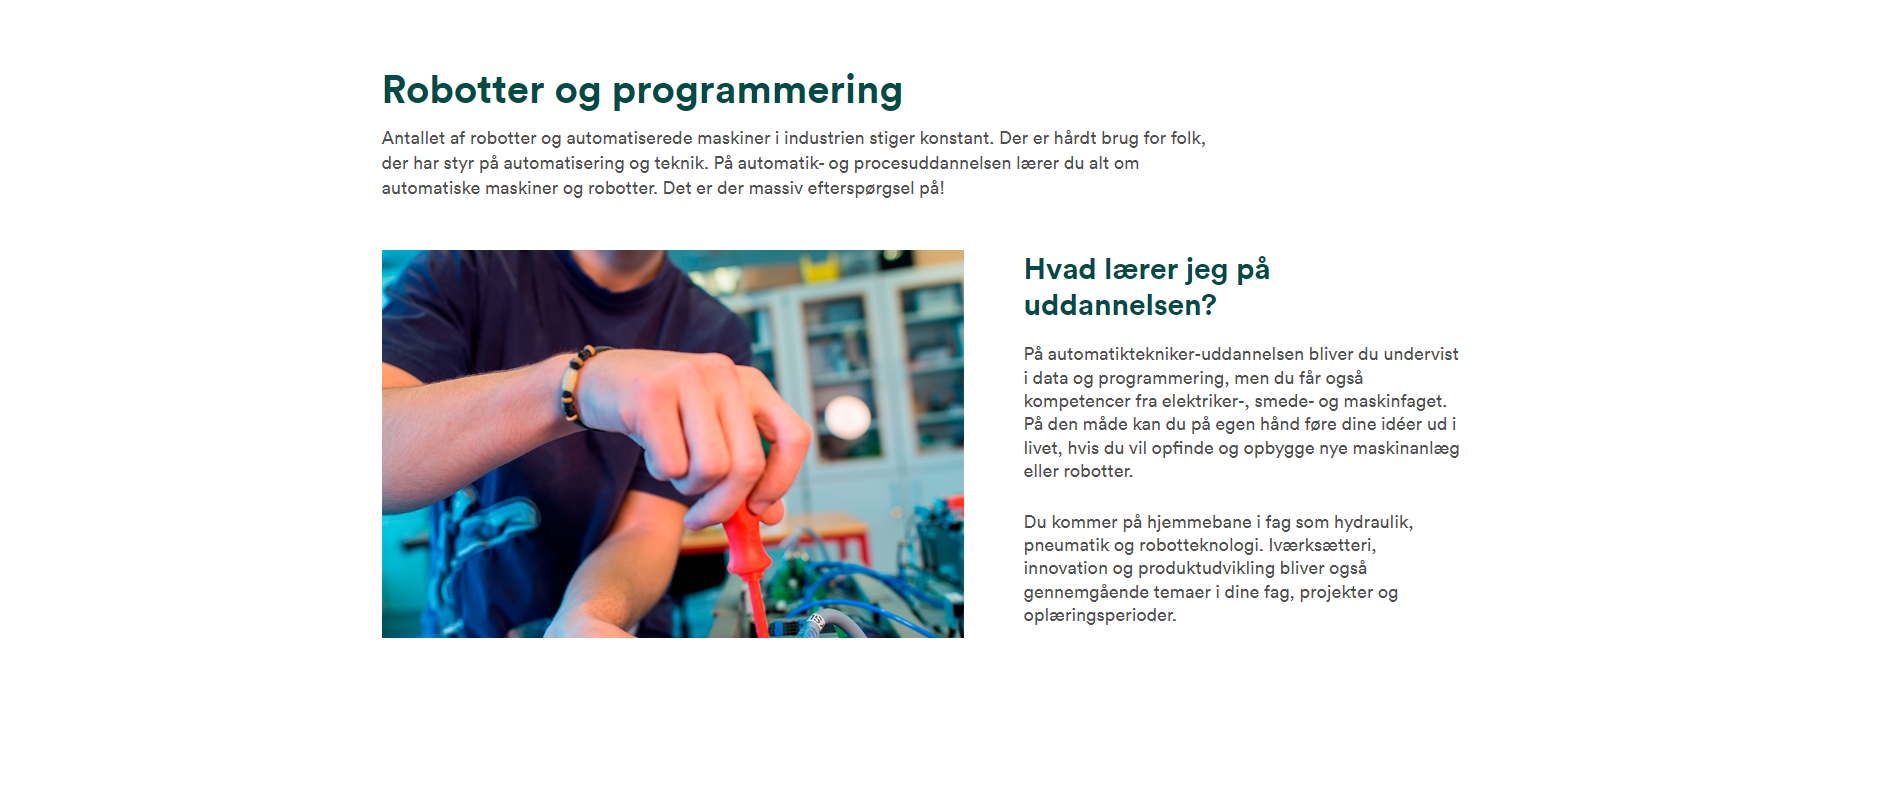 Robotter og programmering
Antallet af robotter og automatiserede maskiner i industrien stiger konstant. Der er hårdt brug for folk,
der har styr på automatisering og teknik. På automatik- og procesuddannelsen lærer du alt om
automatiske maskiner og robotter. Det er der massiv efterspørgsel på!
Hvad lærer jeg på
uddannelsen?
På automatiktekniker-uddannelsen bliver du undervist
i data og programmering, men du får også
kompetencer fra elektriker-, smede- og maskinfaget.
På den måde kan du på egen hånd føre dine idéer ud i
livet, hvis du vil opfinde og opbygge nye maskinanlæg
eller robotter.
Du kommer på hjemmebane i fag som hydraulik,
pneumatik og robotteknologi. Iværksætteri,
innovation og produktudvikling bliver også
gennemgående temaer i dine fag, projekter og
oplæringsperioder.